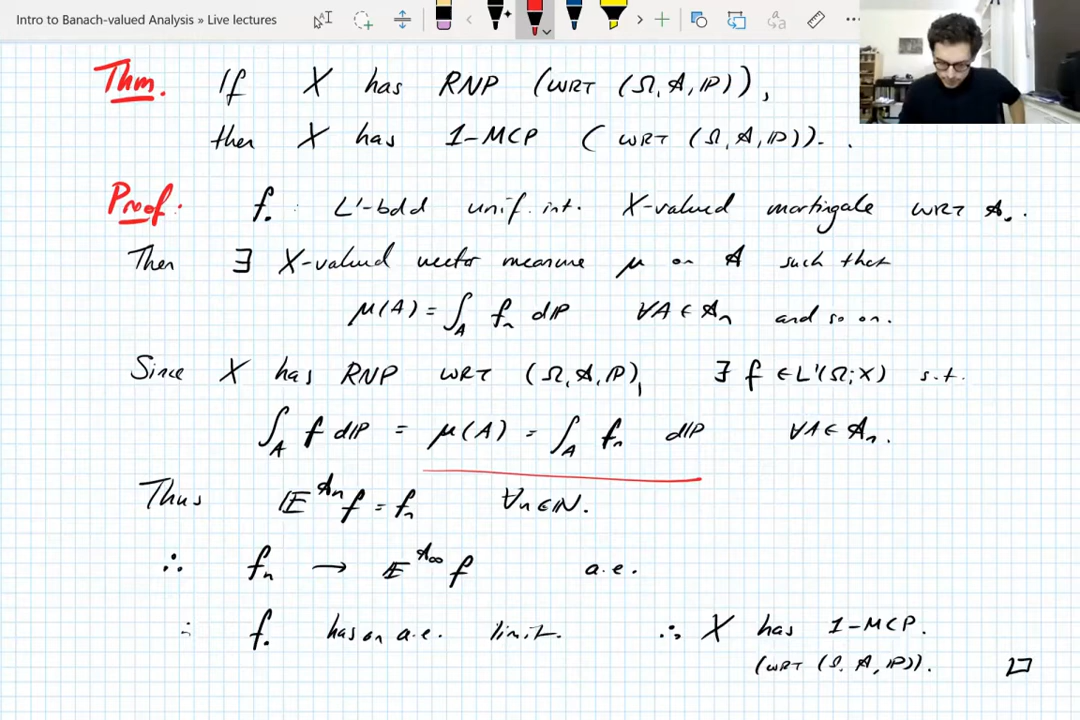 Intro to Banach-valued Analysis » Live lectures
Thm. If X has RNP (WRT (Ω, 𝒜, ℙ)),
then X has 1-MCP (WRT (Ω, 𝒜, ℙ)).
Proof: f. : L¹-bdd unif. int. X-valued martingale WRT 𝒜. .
Then ∃ X-valued vector measure μ on 𝒜 such that
μ(A) = ∫_A f_n dℙ ∀A ∈ 𝒜_n and so on.
Since X has RNP WRT (Ω, 𝒜, ℙ), ∃ f ∈ L¹(Ω; X) s.t.
∫_A f dℙ = μ(A) = ∫_A f_n dℙ ∀A ∈ 𝒜_n.
Thus 𝔼^{𝒜_n} f = f_n ∀n ∈ ℕ.
∴ f_n → 𝔼^{𝒜_∞} f a.e.
∴ f. has an a.e. limit. ∴ X has 1-MCP.
(WRT (Ω, 𝒜, ℙ)). □